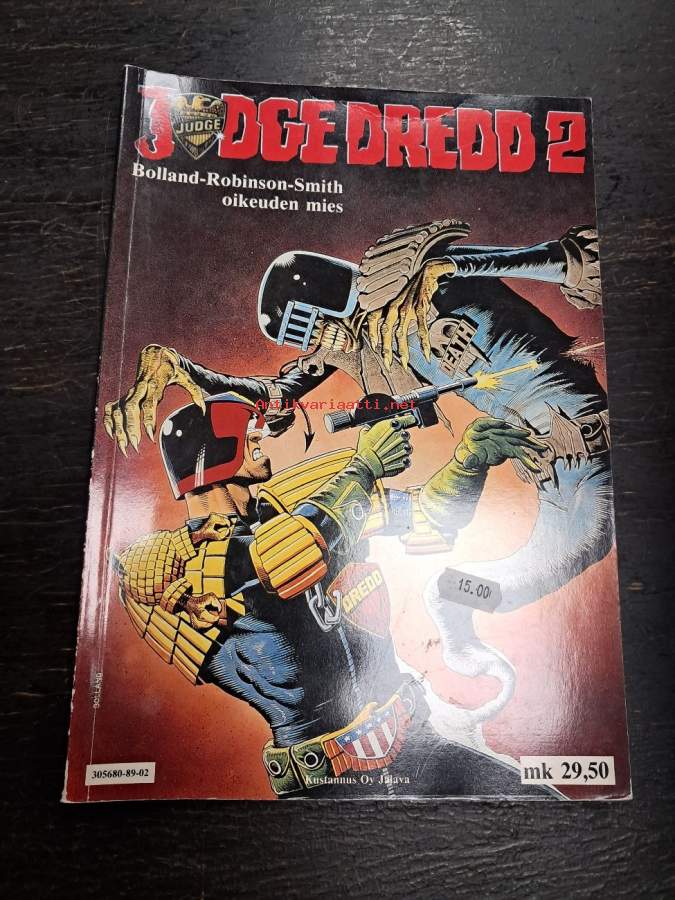 JUDGE DREDD 2
JUDGE
Bolland-Robinson-Smith
oikeuden mies
DEATH
Antikvariaatti.net
DREDD
15.00
BOLLAND
305680-89-02
Kustannus Oy Jalava
mk 29,50